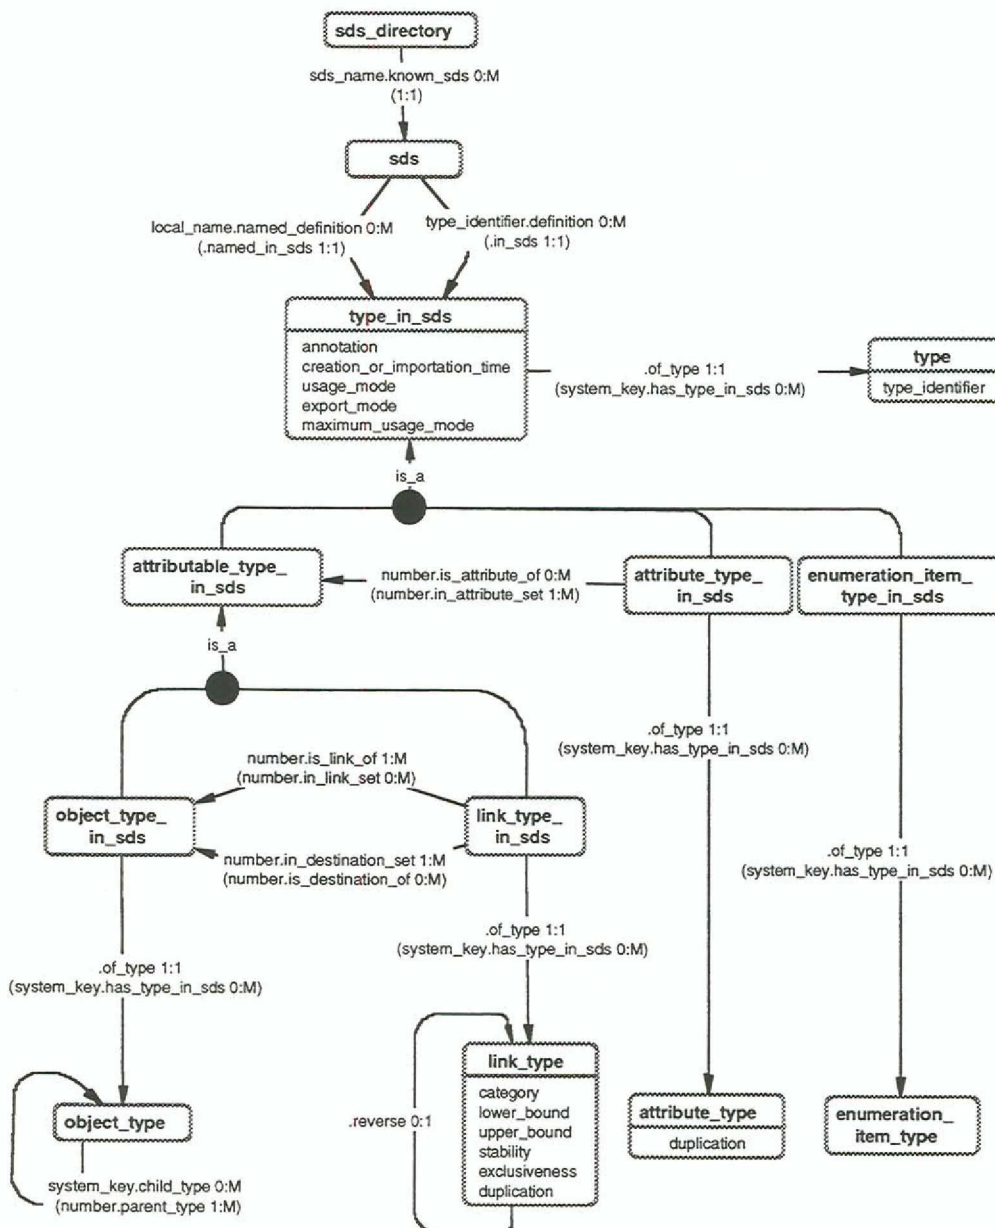 sds_directory
sds_name.known_sds 0:M
(1:1)
sds
local_name.named_definition 0:M
(.named_in_sds 1:1)
type_identifier.definition 0:M
(.in_sds 1:1)
type_in_sds
annotation
creation_or_importation_time
usage_mode
export_mode
maximum_usage_mode
.of_type 1:1
(system_key.has_type_in_sds 0:M)
type
type_identifier
is_a
attributable_type_
in_sds
number.is_attribute_of 0:M
(number.in_attribute_set 1:M)
attribute_type_
in_sds
enumeration_item_
type_in_sds
is_a
number.is_link_of 1:M
(number.in_link_set 0:M)
object_type_
in_sds
link_type_
in_sds
number.in_destination_set 1:M
(number.is_destination_of 0:M)
.of_type 1:1
(system_key.has_type_in_sds 0:M)
.of_type 1:1
(system_key.has_type_in_sds 0:M)
.of_type 1:1
(system_key.has_type_in_sds 0:M)
.of_type 1:1
(system_key.has_type_in_sds 0:M)
link_type
category
lower_bound
upper_bound
stability
exclusiveness
duplication
.reverse 0:1
object_type
system_key.child_type 0:M
(number.parent_type 1:M)
attribute_type
duplication
enumeration_
item_type